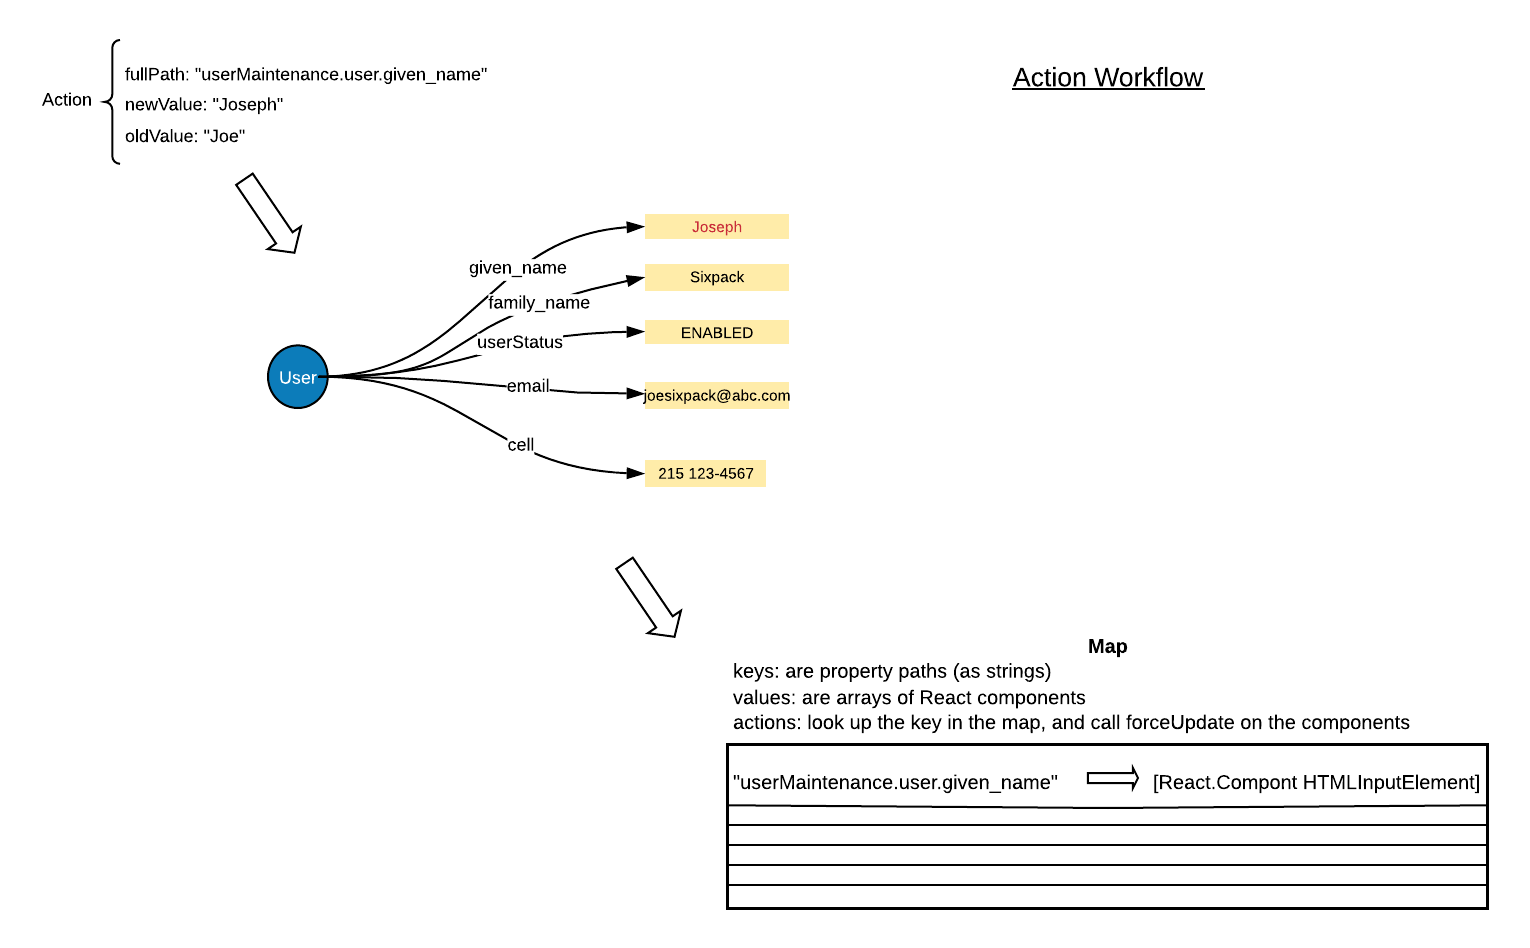 Action Workflow
Action
fullPath: "userMaintenance.user.given_name"
newValue: "Joseph"
oldValue: "Joe"
User
given_name
Joseph
family_name
Sixpack
userStatus
ENABLED
email
joesixpack@abc.com
cell
215 123-4567
Map
keys: are property paths (as strings)
values: are arrays of React components
actions: look up the key in the map, and call forceUpdate on the components
"userMaintenance.user.given_name" [React.Compont HTMLInputElement]